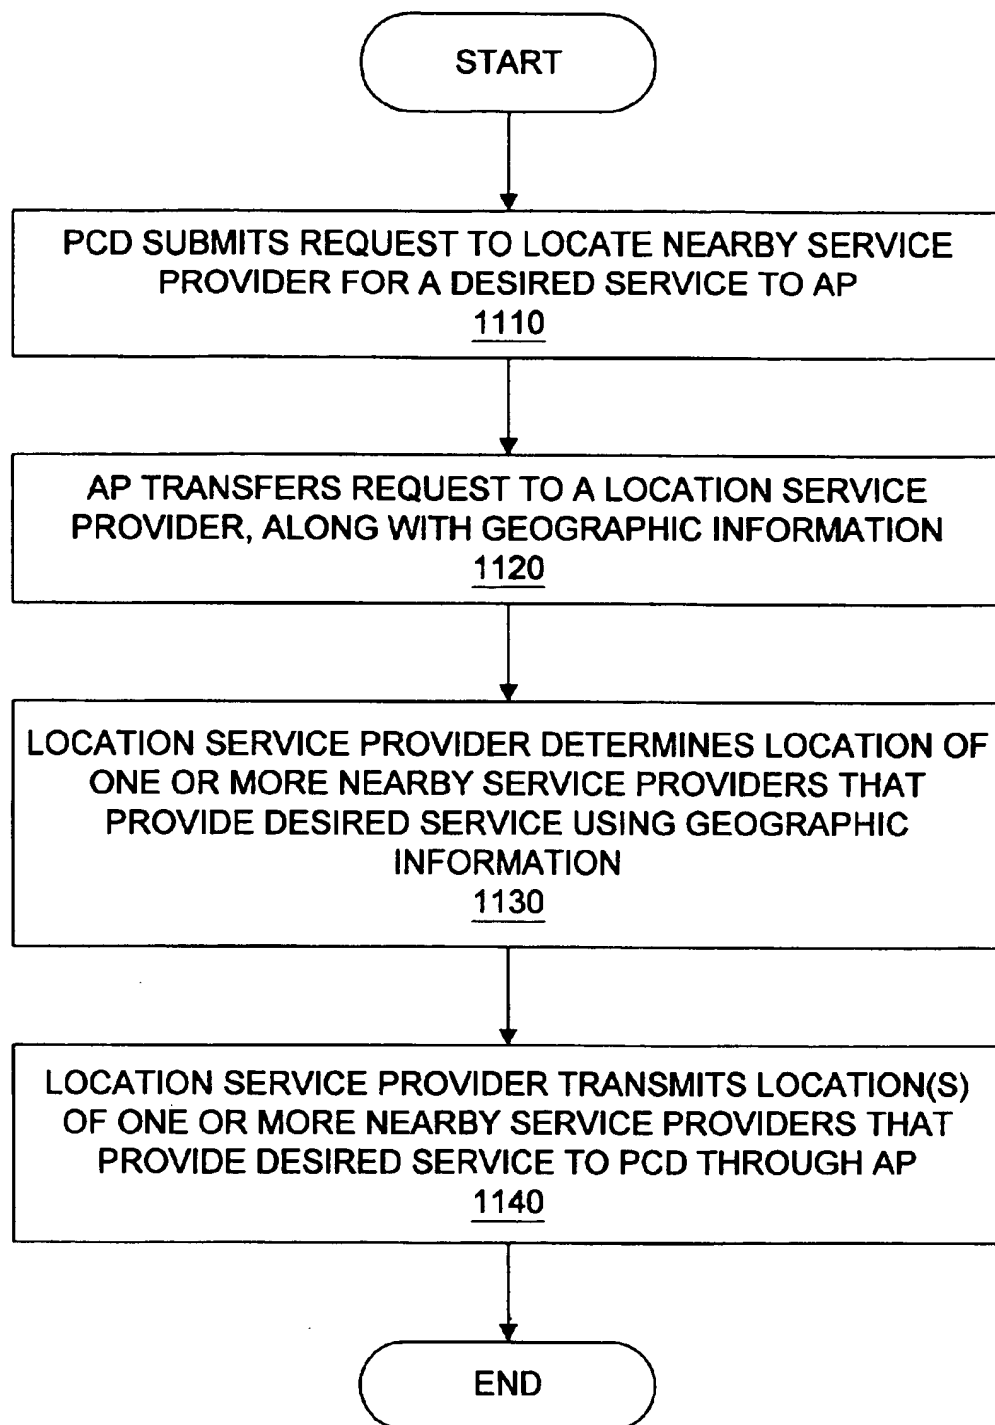 START
PCD SUBMITS REQUEST TO LOCATE NEARBY SERVICE
PROVIDER FOR A DESIRED SERVICE TO AP
1110
AP TRANSFERS REQUEST TO A LOCATION SERVICE
PROVIDER, ALONG WITH GEOGRAPHIC INFORMATION
1120
LOCATION SERVICE PROVIDER DETERMINES LOCATION OF
ONE OR MORE NEARBY SERVICE PROVIDERS THAT
PROVIDE DESIRED SERVICE USING GEOGRAPHIC
INFORMATION
1130
LOCATION SERVICE PROVIDER TRANSMITS LOCATION(S)
OF ONE OR MORE NEARBY SERVICE PROVIDERS THAT
PROVIDE DESIRED SERVICE TO PCD THROUGH AP
1140
END